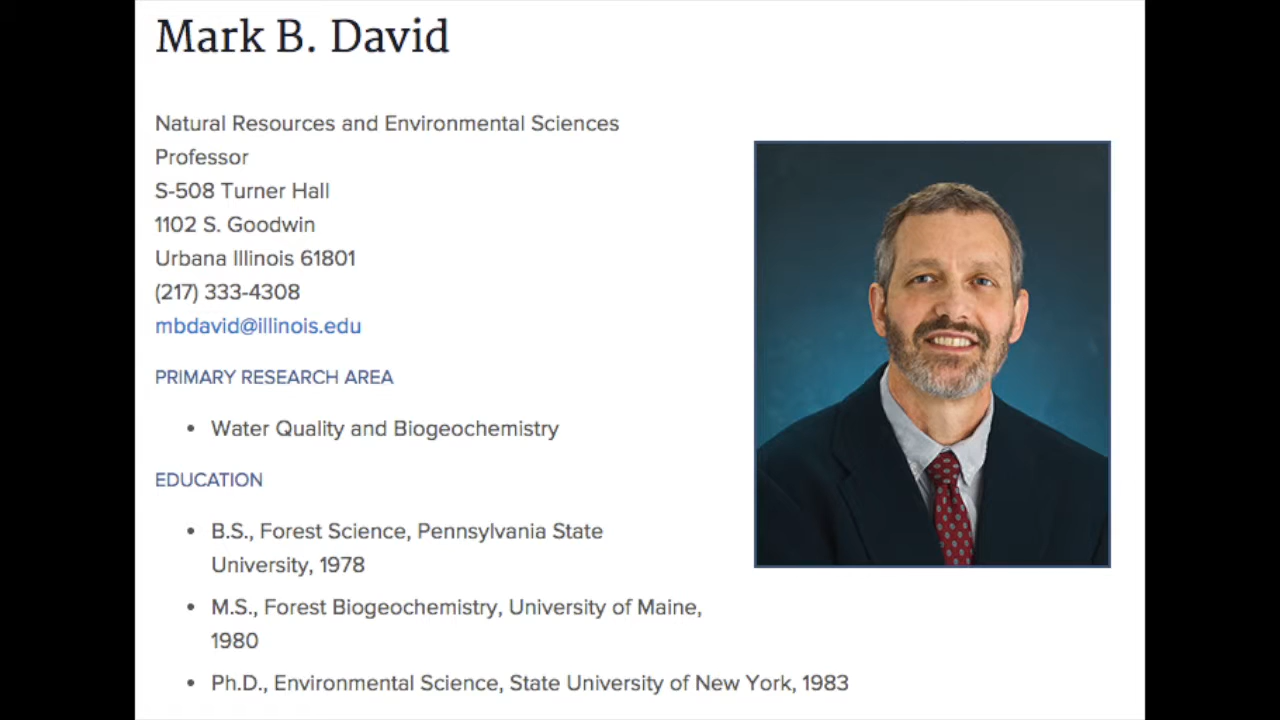 Mark B. David
Natural Resources and Environmental Sciences
Professor
S-508 Turner Hall
1102 S. Goodwin
Urbana Illinois 61801
(217) 333-4308
mbdavid@illinois.edu
PRIMARY RESEARCH AREA
• Water Quality and Biogeochemistry
EDUCATION
• B.S., Forest Science, Pennsylvania State
University, 1978
• M.S., Forest Biogeochemistry, University of Maine,
1980
• Ph.D., Environmental Science, State University of New York, 1983